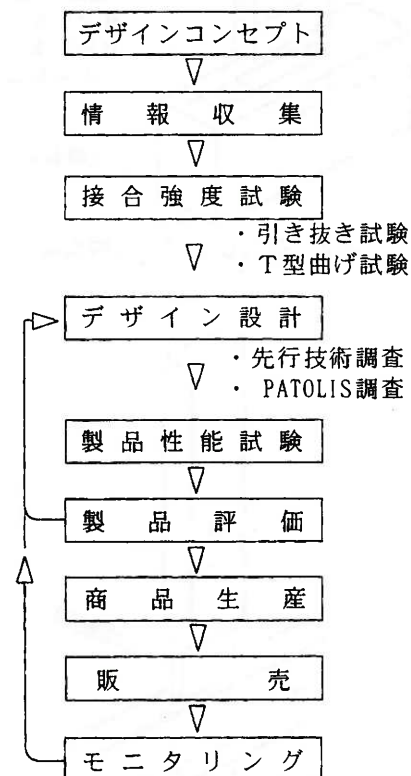 デザインコンセプト
情報収集
接合強度試験
・引き抜き試験
・T型曲げ試験
デザイン設計
・先行技術調査
・PATOLIS調査
製品性能試験
製品評価
商品生産
販売
モニタリング